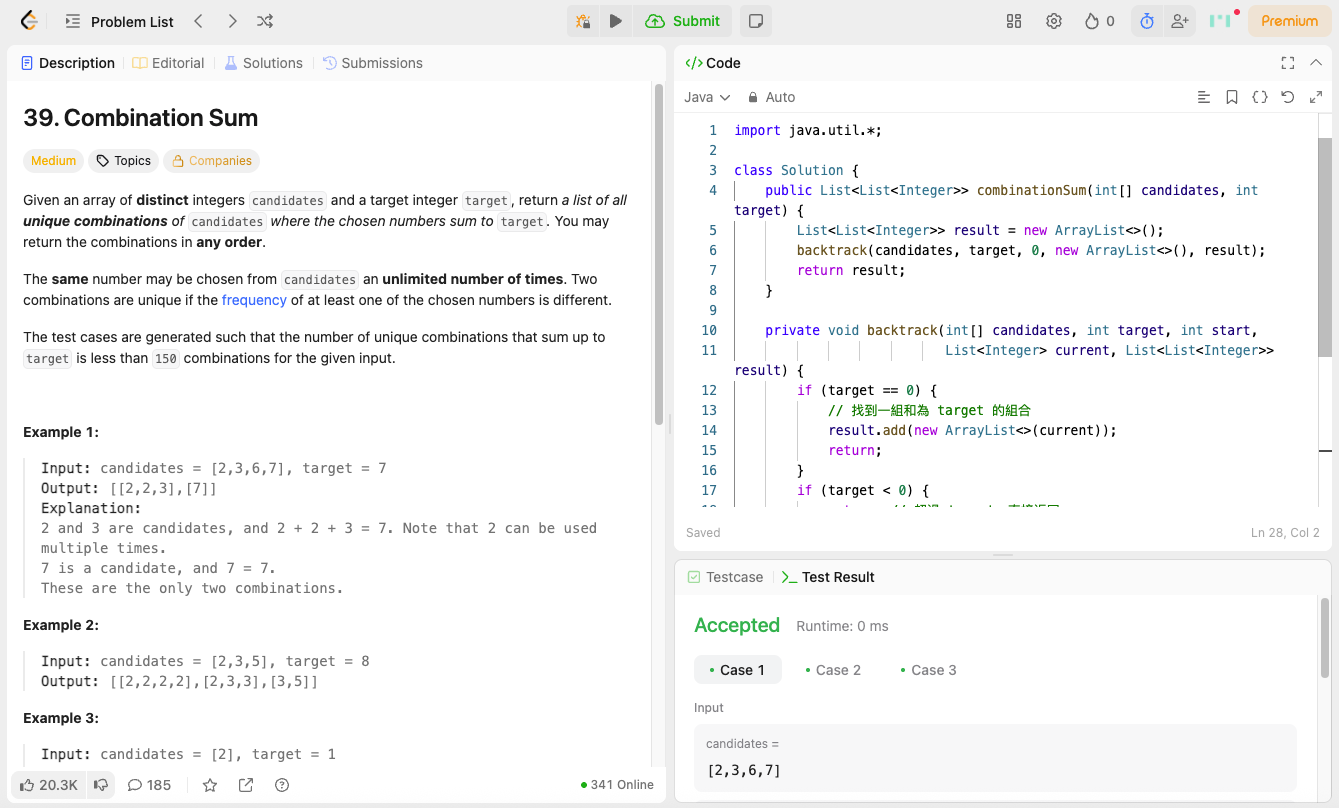 Problem List
Submit
0
Premium
Description
Editorial
Solutions
Submissions
39. Combination Sum
Medium
Topics
Companies
Given an array of distinct integers candidates and a target integer target, return a list of all
unique combinations of candidates where the chosen numbers sum to target. You may
return the combinations in any order.
The same number may be chosen from candidates an unlimited number of times. Two
combinations are unique if the frequency of at least one of the chosen numbers is different.
The test cases are generated such that the number of unique combinations that sum up to
target is less than 150 combinations for the given input.
Example 1:
Input: candidates = [2,3,6,7], target = 7
Output: [[2,2,3],[7]]
Explanation:
2 and 3 are candidates, and 2 + 2 + 3 = 7. Note that 2 can be used
multiple times.
7 is a candidate, and 7 = 7.
These are the only two combinations.
Example 2:
Input: candidates = [2,3,5], target = 8
Output: [[2,2,2,2],[2,3,3],[3,5]]
Example 3:
Input: candidates = [2], target = 1
20.3K
185
341 Online
</> Code
Java
Auto
1 import java.util.*;
2
3 class Solution {
4 public List<List<Integer>> combinationSum(int[] candidates, int
target) {
5 List<List<Integer>> result = new ArrayList<>();
6 backtrack(candidates, target, 0, new ArrayList<>(), result);
7 return result;
8 }
9
10 private void backtrack(int[] candidates, int target, int start,
11 List<Integer> current, List<List<Integer>>
result) {
12 if (target == 0) {
13 // 找到一組和為 target 的組合
14 result.add(new ArrayList<>(current));
15 return;
16 }
17 if (target < 0) {
Saved
Ln 28, Col 2
Testcase
Test Result
Accepted
Runtime: 0 ms
Case 1
Case 2
Case 3
Input
candidates =
[2,3,6,7]